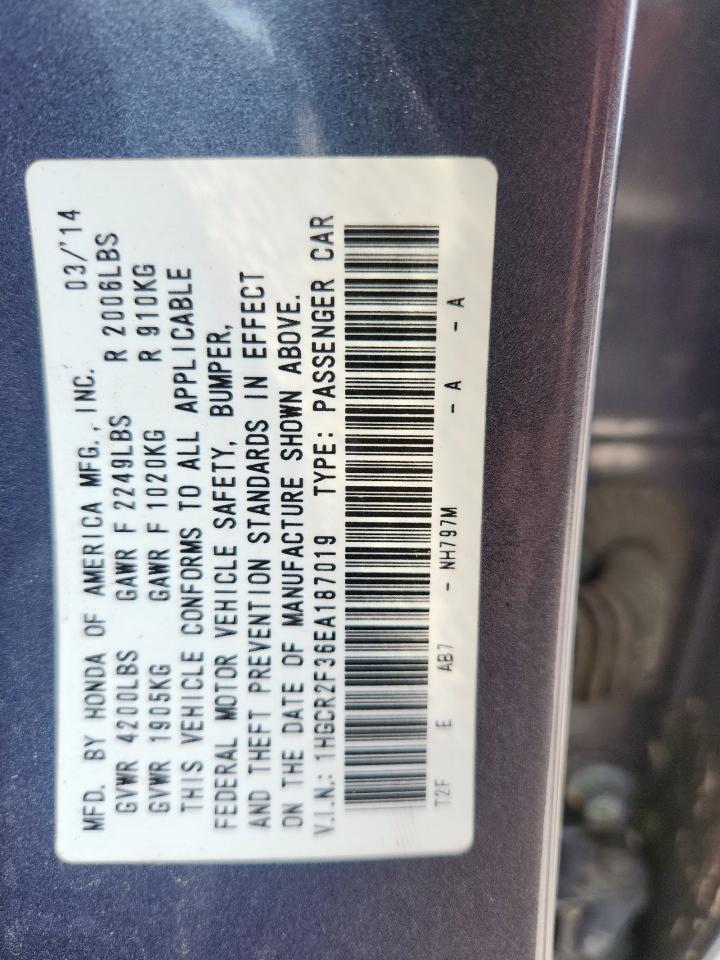 MFD. BY HONDA OF AMERICA MFG., INC. 03/'14
GVWR 4200LBS GAWR F 2249LBS R 2006LBS
GVWR 1905KG GAWR F 1020KG R 910KG
THIS VEHICLE CONFORMS TO ALL APPLICABLE
FEDERAL MOTOR VEHICLE SAFETY, BUMPER,
AND THEFT PREVENTION STANDARDS IN EFFECT
ON THE DATE OF MANUFACTURE SHOWN ABOVE.
V.I.N.: 1HGCR2F36EA187019 TYPE: PASSENGER CAR
T2F E AB7 - NH797M - A - A